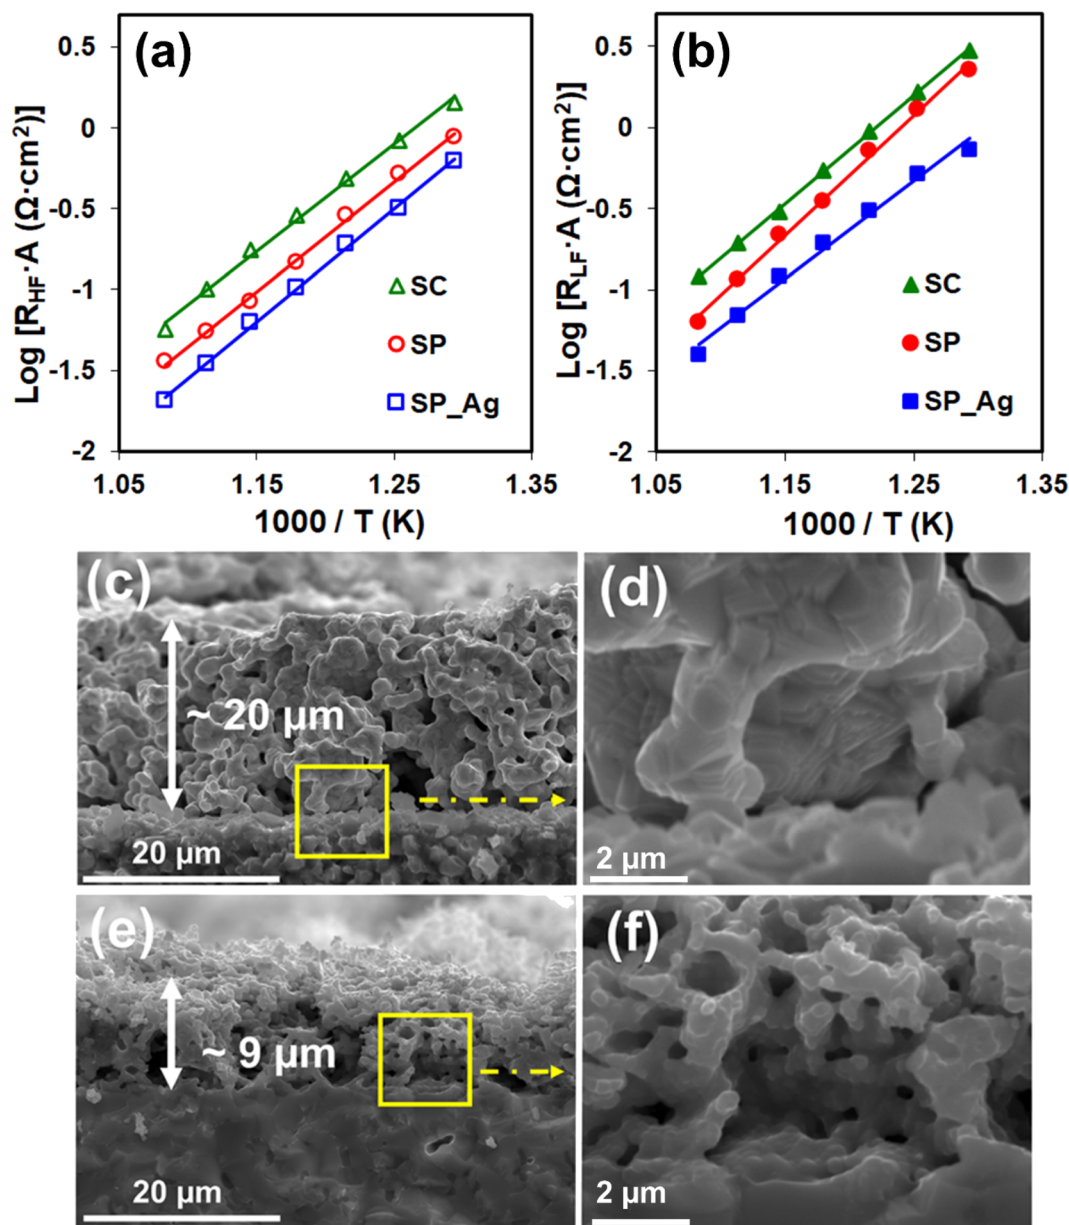 (a)
Log [R_HF·A (Ω·cm²)]
0.5
0
-0.5
-1
-1.5
-2
SC
SP
SP_Ag
1.05
1.15
1.25
1.35
1000 / T (K)
(b)
Log [R_LF·A (Ω·cm²)]
0.5
0
-0.5
-1
-1.5
-2
SC
SP
SP_Ag
1.05
1.15
1.25
1.35
1000 / T (K)
(c)
~ 20 µm
20 µm
(d)
2 µm
(e)
~ 9 µm
20 µm
(f)
2 µm